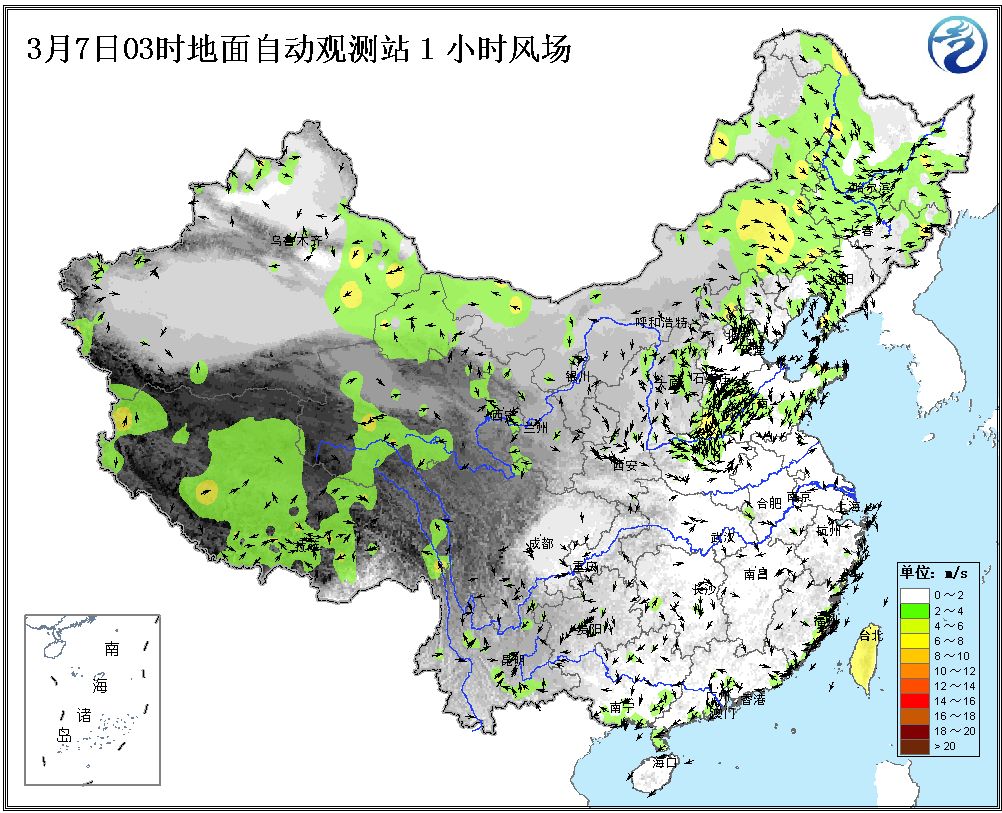 3月7日03时地面自动观测站1小时风场
哈尔滨
长春
乌鲁木齐
沈阳
呼和浩特
银川
西宁
兰州
西安
合肥
南京
上海
成都
武汉
杭州
重庆
南昌
长沙
贵阳
台北
昆明
南宁
香港
澳门
海口
南
海
诸
岛
单位：m/s
0～2
2～4
4～6
6～8
8～10
10～12
12～14
14～16
16～18
18～20
＞20